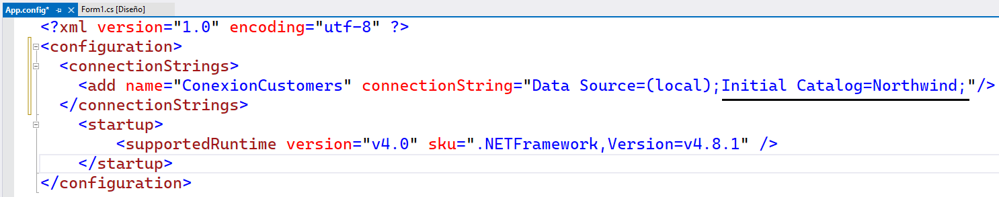 App.config* Form1.cs [Diseño]
<?xml version="1.0" encoding="utf-8" ?>
<configuration>
<connectionStrings>
<add name="ConexionCustomers" connectionString="Data Source=(local);Initial Catalog=Northwind;"/>
</connectionStrings>
<startup>
<supportedRuntime version="v4.0" sku=".NETFramework,Version=v4.8.1" />
</startup>
</configuration>